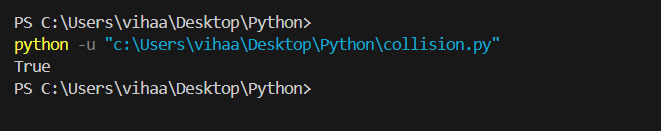 PS C:\Users\vihaa\Desktop\Python>
python -u "c:\Users\vihaa\Desktop\Python\collision.py"
True
PS C:\Users\vihaa\Desktop\Python>